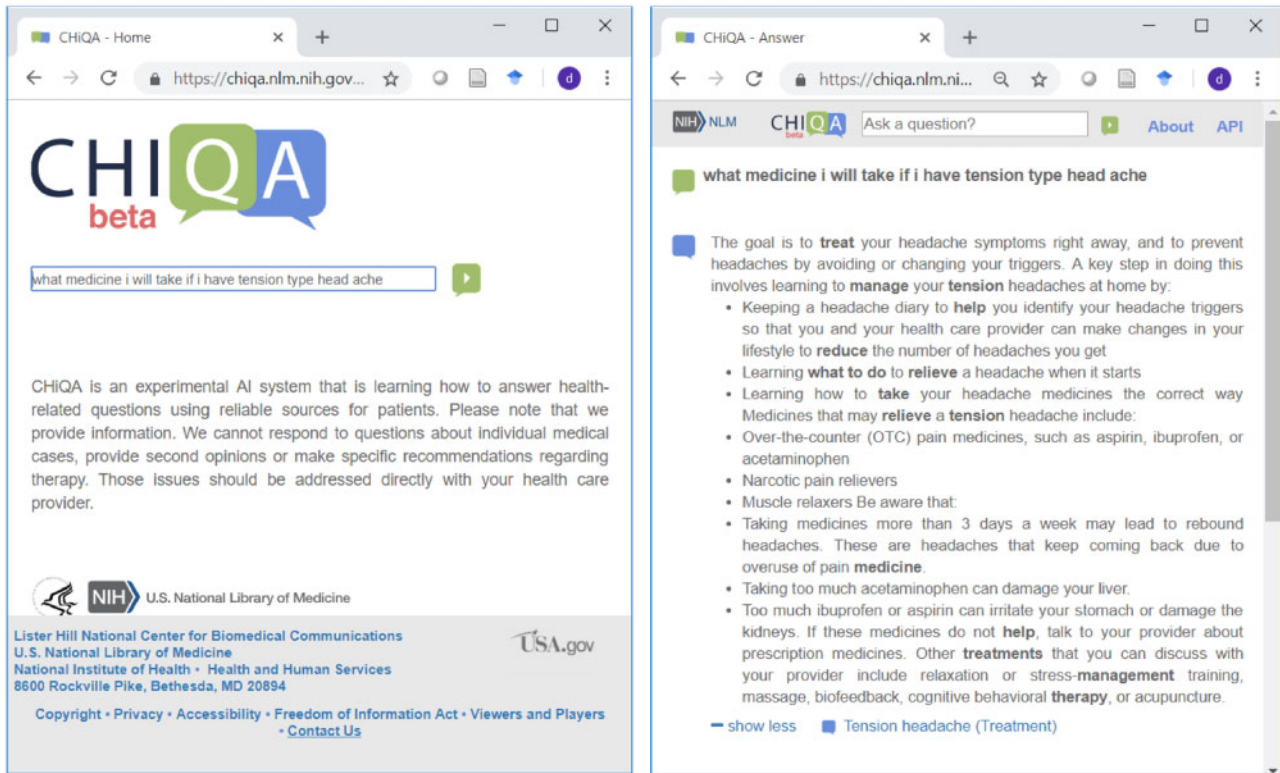 CHiQA - Home
https://chiqa.nlm.nih.gov...
d
CHIQA
beta
what medicine i will take if i have tension type head ache
CHiQA is an experimental AI system that is learning how to answer health-
related questions using reliable sources for patients. Please note that we
provide information. We cannot respond to questions about individual medical
cases, provide second opinions or make specific recommendations regarding
therapy. Those issues should be addressed directly with your health care
provider.
NIH U.S. National Library of Medicine
Lister Hill National Center for Biomedical Communications
U.S. National Library of Medicine
National Institute of Health • Health and Human Services
8600 Rockville Pike, Bethesda, MD 20894
USA.gov
Copyright • Privacy • Accessibility • Freedom of Information Act • Viewers and Players
• Contact Us
CHiQA - Answer
https://chiqa.nlm.ni...
d
NIH NLM CHIQA beta Ask a question? About API
what medicine i will take if i have tension type head ache
The goal is to treat your headache symptoms right away, and to prevent
headaches by avoiding or changing your triggers. A key step in doing this
involves learning to manage your tension headaches at home by:
• Keeping a headache diary to help you identify your headache triggers
so that you and your health care provider can make changes in your
lifestyle to reduce the number of headaches you get
• Learning what to do to relieve a headache when it starts
• Learning how to take your headache medicines the correct way
Medicines that may relieve a tension headache include:
• Over-the-counter (OTC) pain medicines, such as aspirin, ibuprofen, or
acetaminophen
• Narcotic pain relievers
• Muscle relaxers Be aware that:
• Taking medicines more than 3 days a week may lead to rebound
headaches. These are headaches that keep coming back due to
overuse of pain medicine.
• Taking too much acetaminophen can damage your liver.
• Too much ibuprofen or aspirin can irritate your stomach or damage the
kidneys. If these medicines do not help, talk to your provider about
prescription medicines. Other treatments that you can discuss with
your provider include relaxation or stress-management training,
massage, biofeedback, cognitive behavioral therapy, or acupuncture.
show less Tension headache (Treatment)